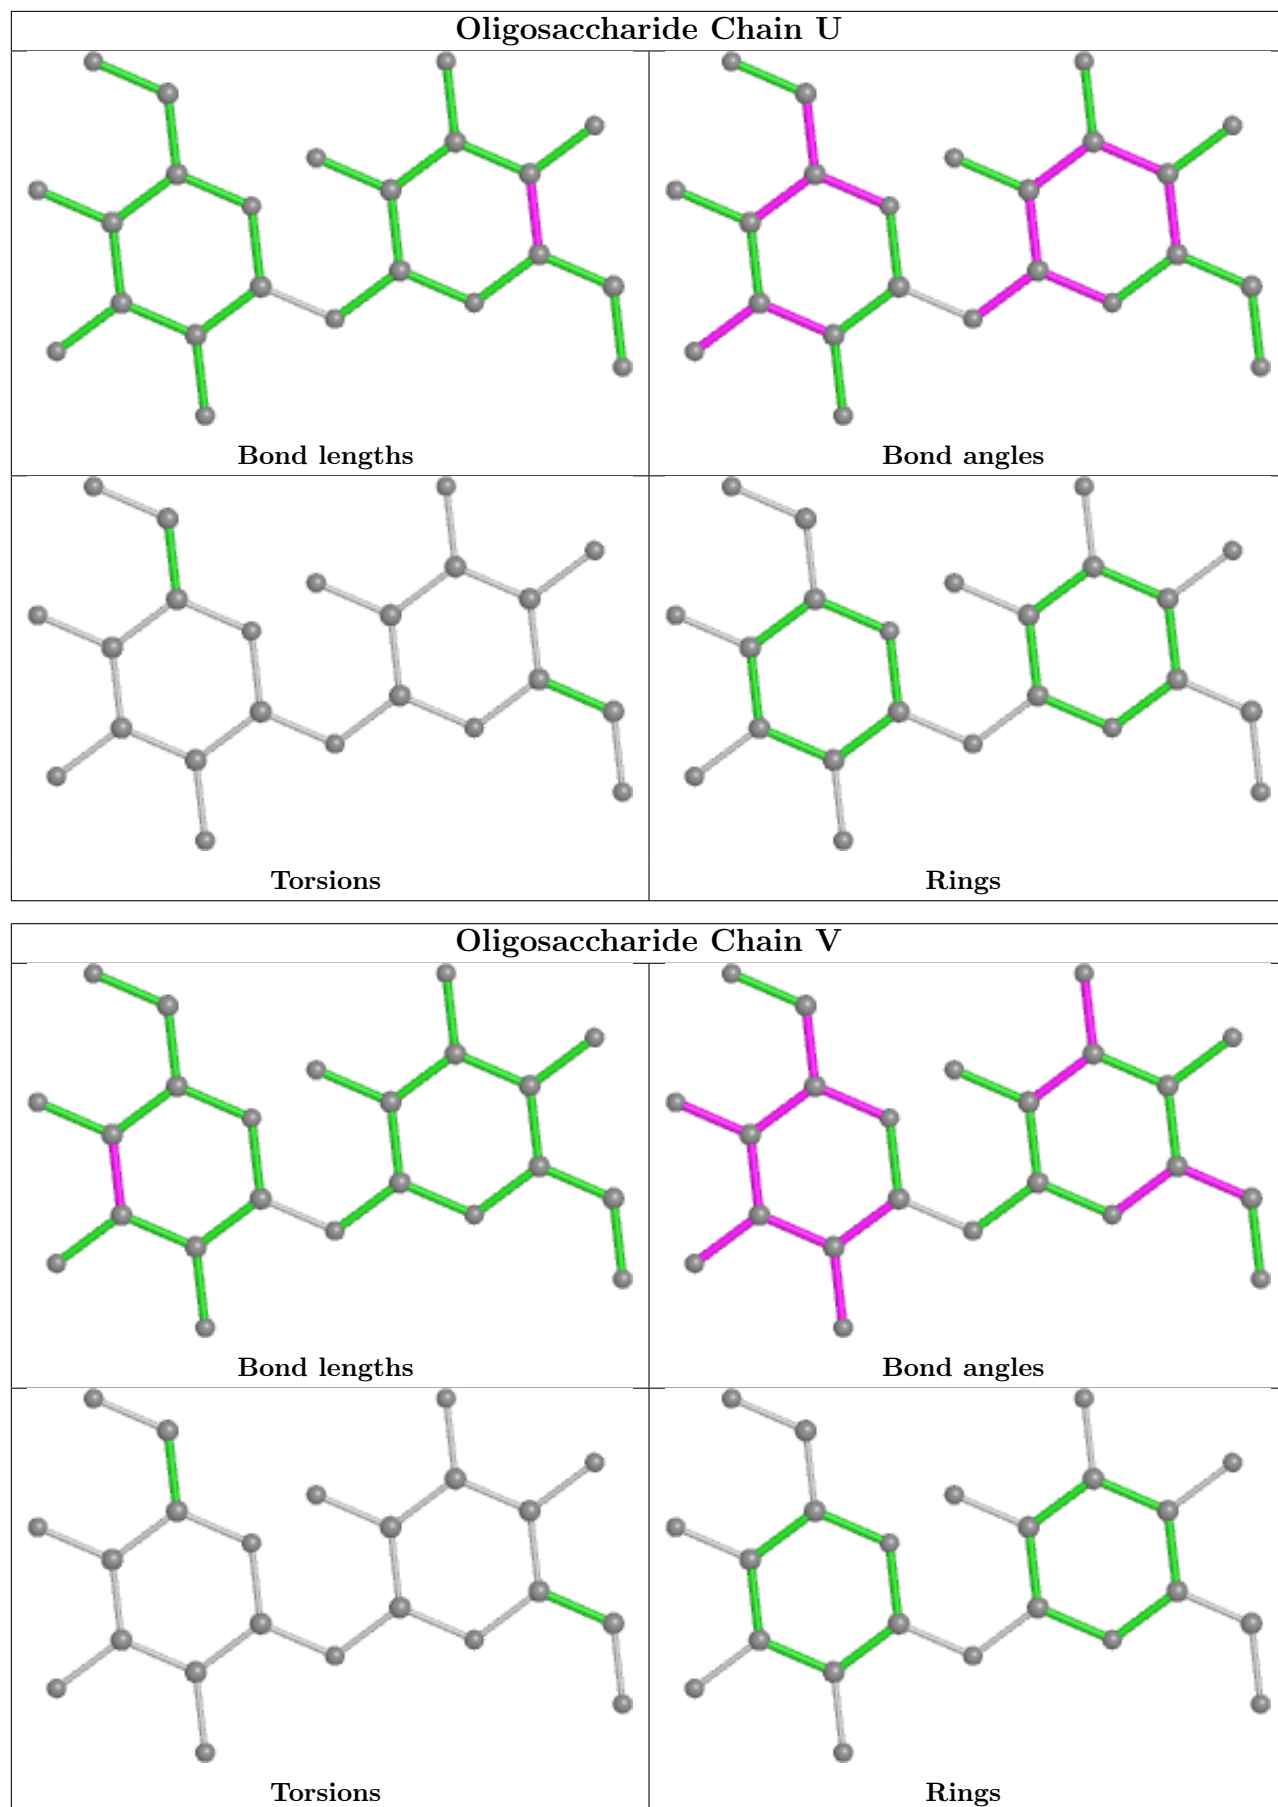 Oligosaccharide Chain U
Bond lengths
Bond angles
Torsions
Rings
Oligosaccharide Chain V
Bond lengths
Bond angles
Torsions
Rings